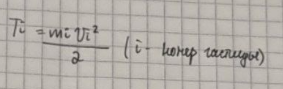 Ti = mi Vi² / 2 (i - номер частицы)